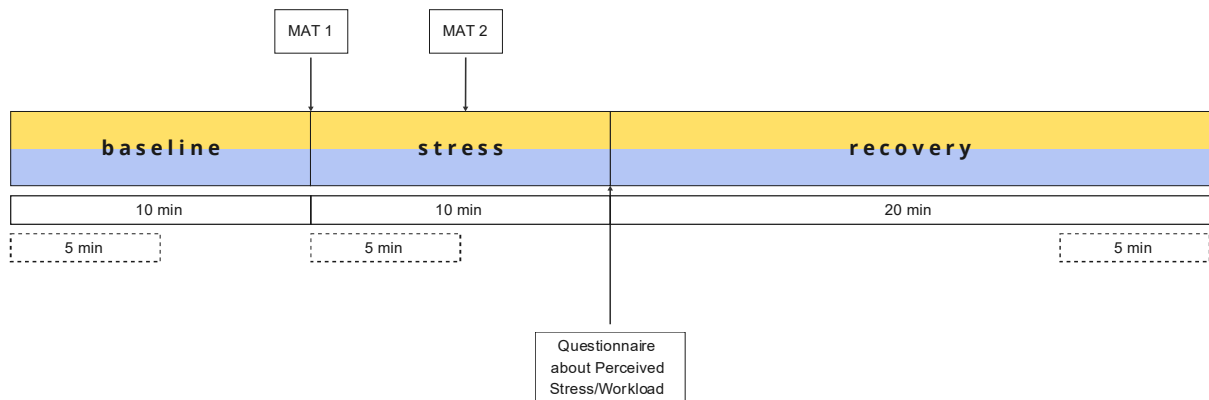 MAT 1
MAT 2
baseline
stress
recovery
10 min
10 min
20 min
5 min
5 min
5 min
Questionnaire
about Perceived
Stress/Workload